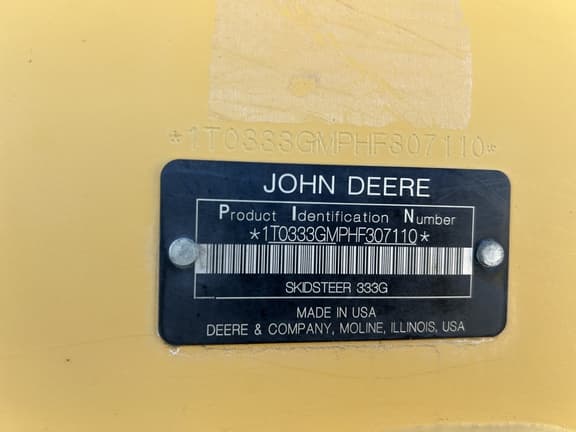 *1T0333GMPHF307110*
JOHN DEERE
Product Identification Number
*1T0333GMPHF307110*
SKIDSTEER 333G
MADE IN USA
DEERE & COMPANY, MOLINE, ILLINOIS, USA